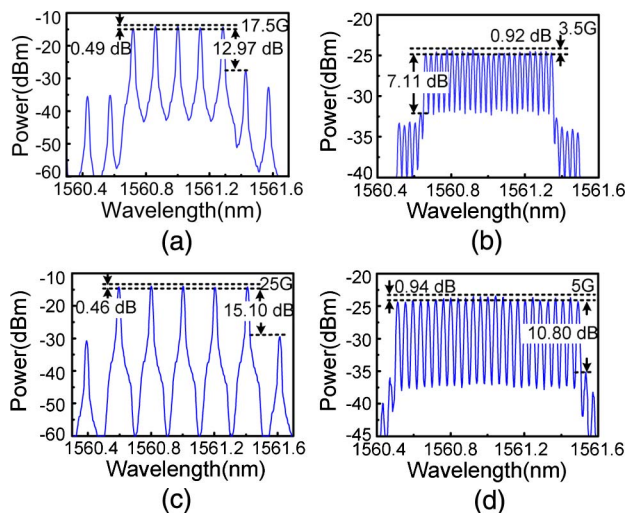 -10
-20
-30
-40
-50
-60
Power(dBm)
0.49 dB
17.5G
12.97 dB
1560.4
1560.8
1561.2
1561.6
Wavelength(nm)
(a)
-20
-25
-30
-35
-40
Power(dBm)
0.92 dB
3.5G
7.11 dB
1560.4
1560.8
1561.2
1561.6
Wavelength(nm)
(b)
-10
-20
-30
-40
-50
-60
Power(dBm)
0.46 dB
25G
15.10 dB
1560.4
1560.8
1561.2
1561.6
Wavelength(nm)
(c)
-20
-25
-30
-35
-40
-45
Power(dBm)
0.94 dB
5G
10.80 dB
1560.4
1560.8
1561.2
1561.6
Wavelength(nm)
(d)